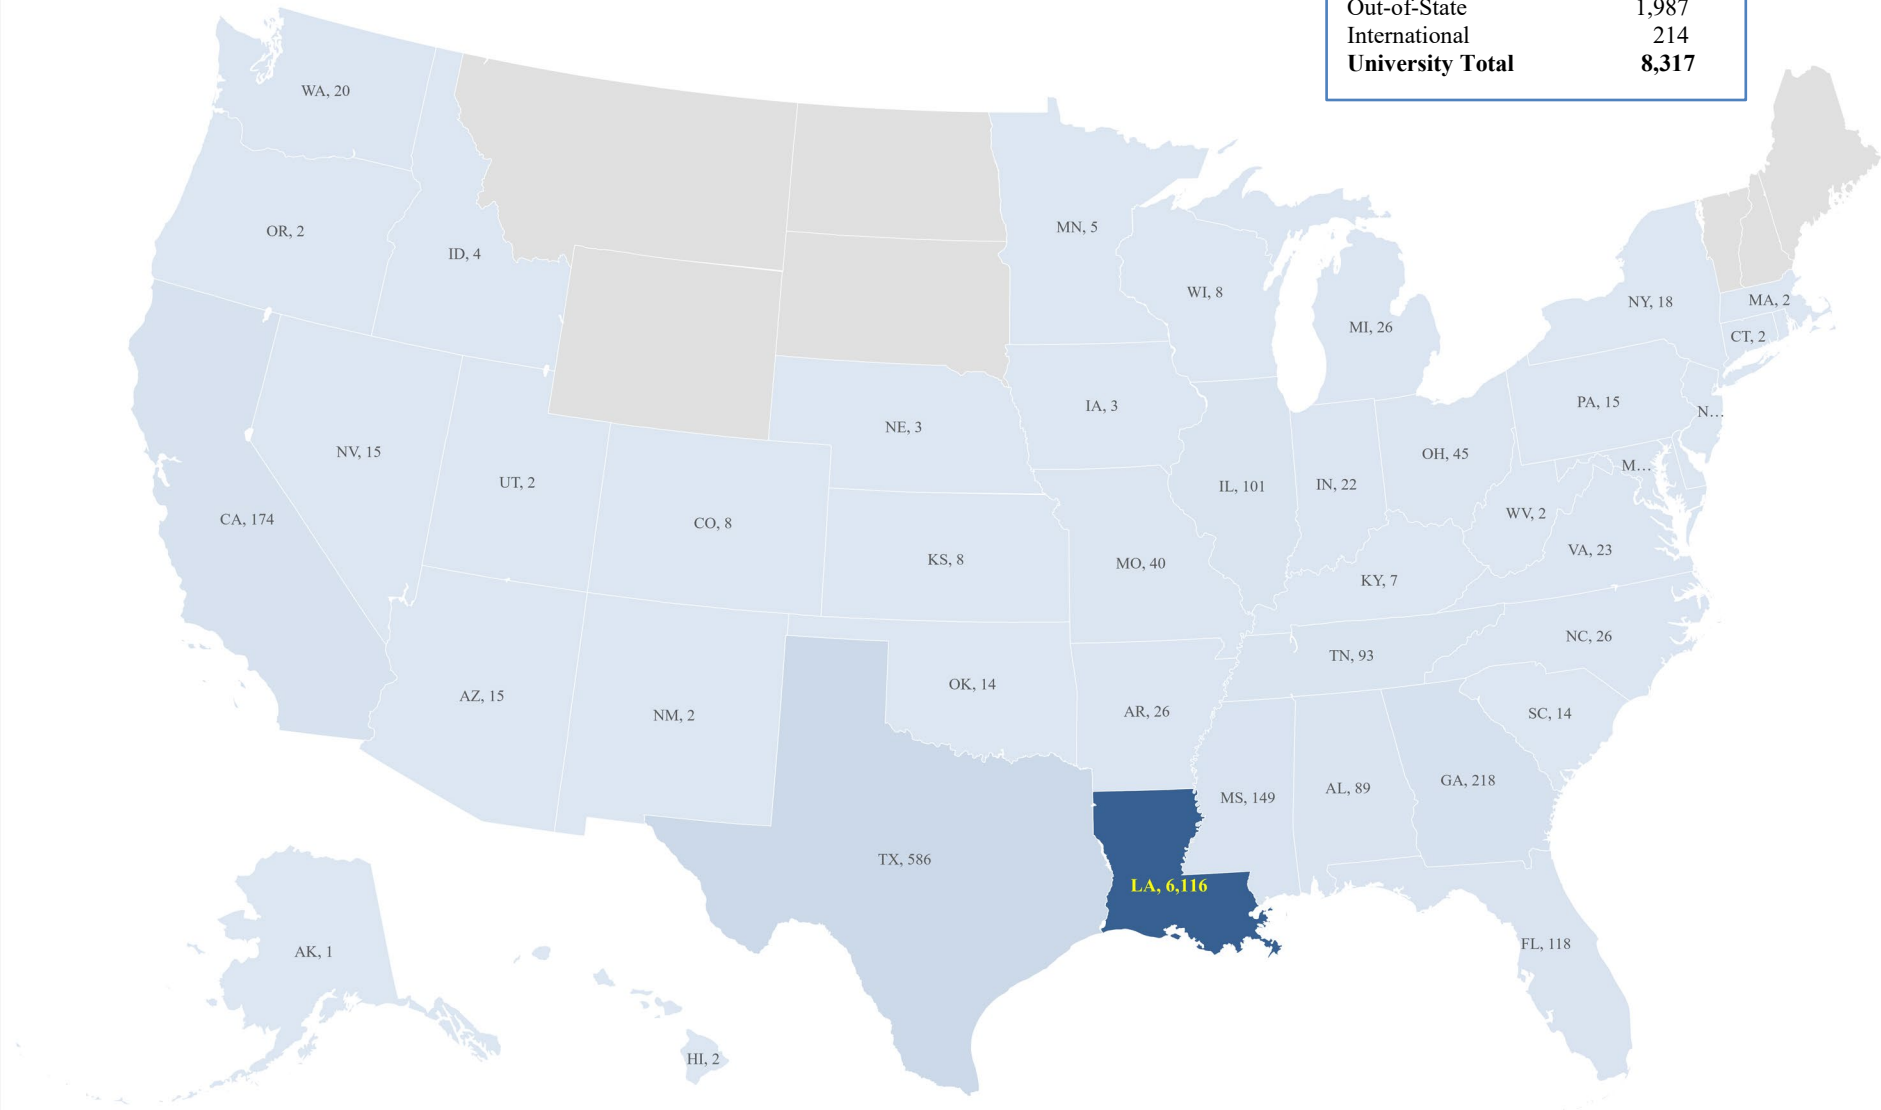 Out-of-State 1,987
International 214
University Total 8,317
WA, 20
OR, 2
ID, 4
MN, 5
WI, 8
MI, 26
NY, 18
MA, 2
CT, 2
IA, 3
NE, 3
PA, 15
N...
NV, 15
UT, 2
CO, 8
CA, 174
IL, 101
IN, 22
OH, 45
M...
WV, 2
VA, 23
KS, 8
MO, 40
KY, 7
NC, 26
TN, 93
AZ, 15
NM, 2
OK, 14
AR, 26
SC, 14
MS, 149
AL, 89
GA, 218
TX, 586
LA, 6,116
FL, 118
AK, 1
HI, 2